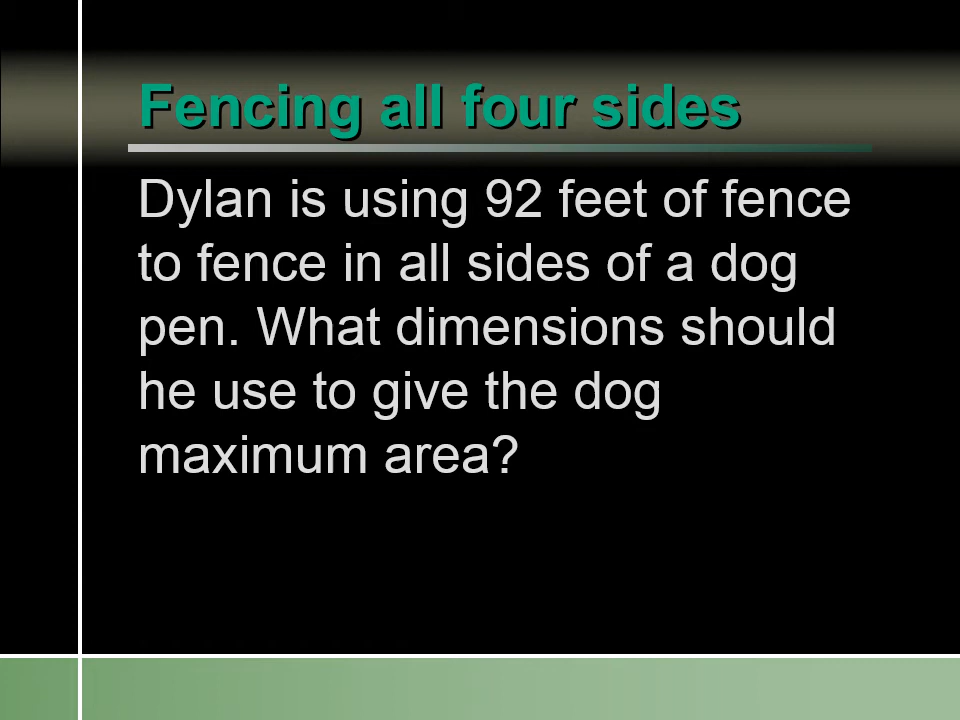 Fencing all four sides
Dylan is using 92 feet of fence
to fence in all sides of a dog
pen. What dimensions should
he use to give the dog
maximum area?